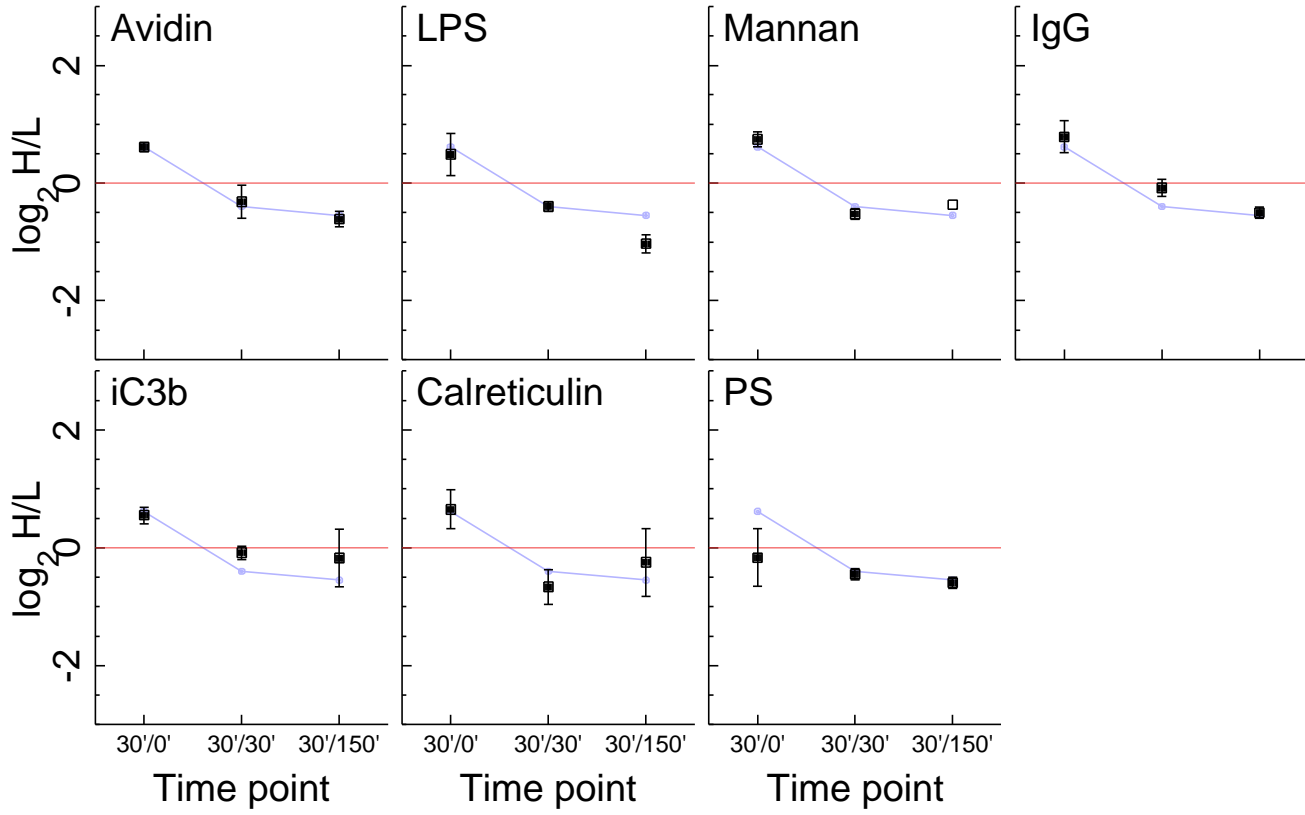 Avidin LPS Mannan IgG
log₂ H/L
2
0
-2
iC3b Calreticulin PS
log₂ H/L
2
0
-2
30'/0' 30'/30' 30'/150' 30'/0' 30'/30' 30'/150' 30'/0' 30'/30' 30'/150'
Time point Time point Time point